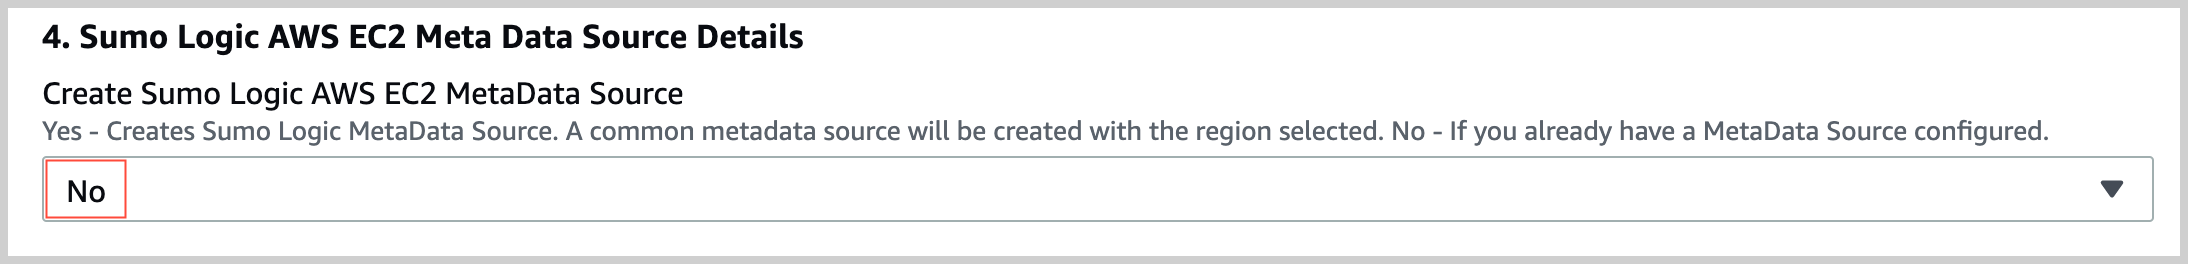 4. Sumo Logic AWS EC2 Meta Data Source Details
Create Sumo Logic AWS EC2 MetaData Source
Yes - Creates Sumo Logic MetaData Source. A common metadata source will be created with the region selected. No - If you already have a MetaData Source configured.
No